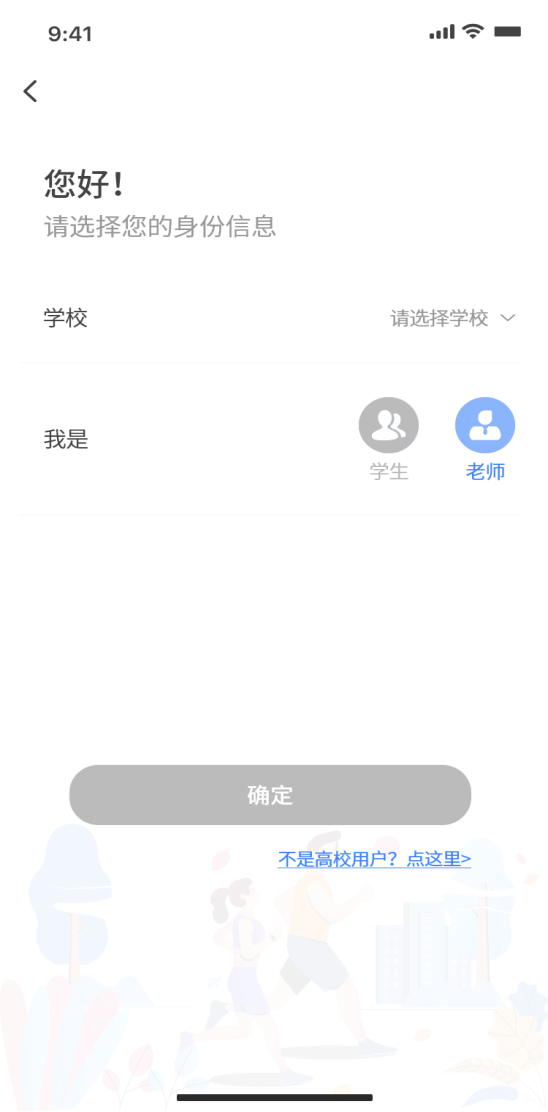 9:41
您好！
请选择您的身份信息
学校 请选择学校
我是
学生 老师
确定
不是高校用户？点这里>